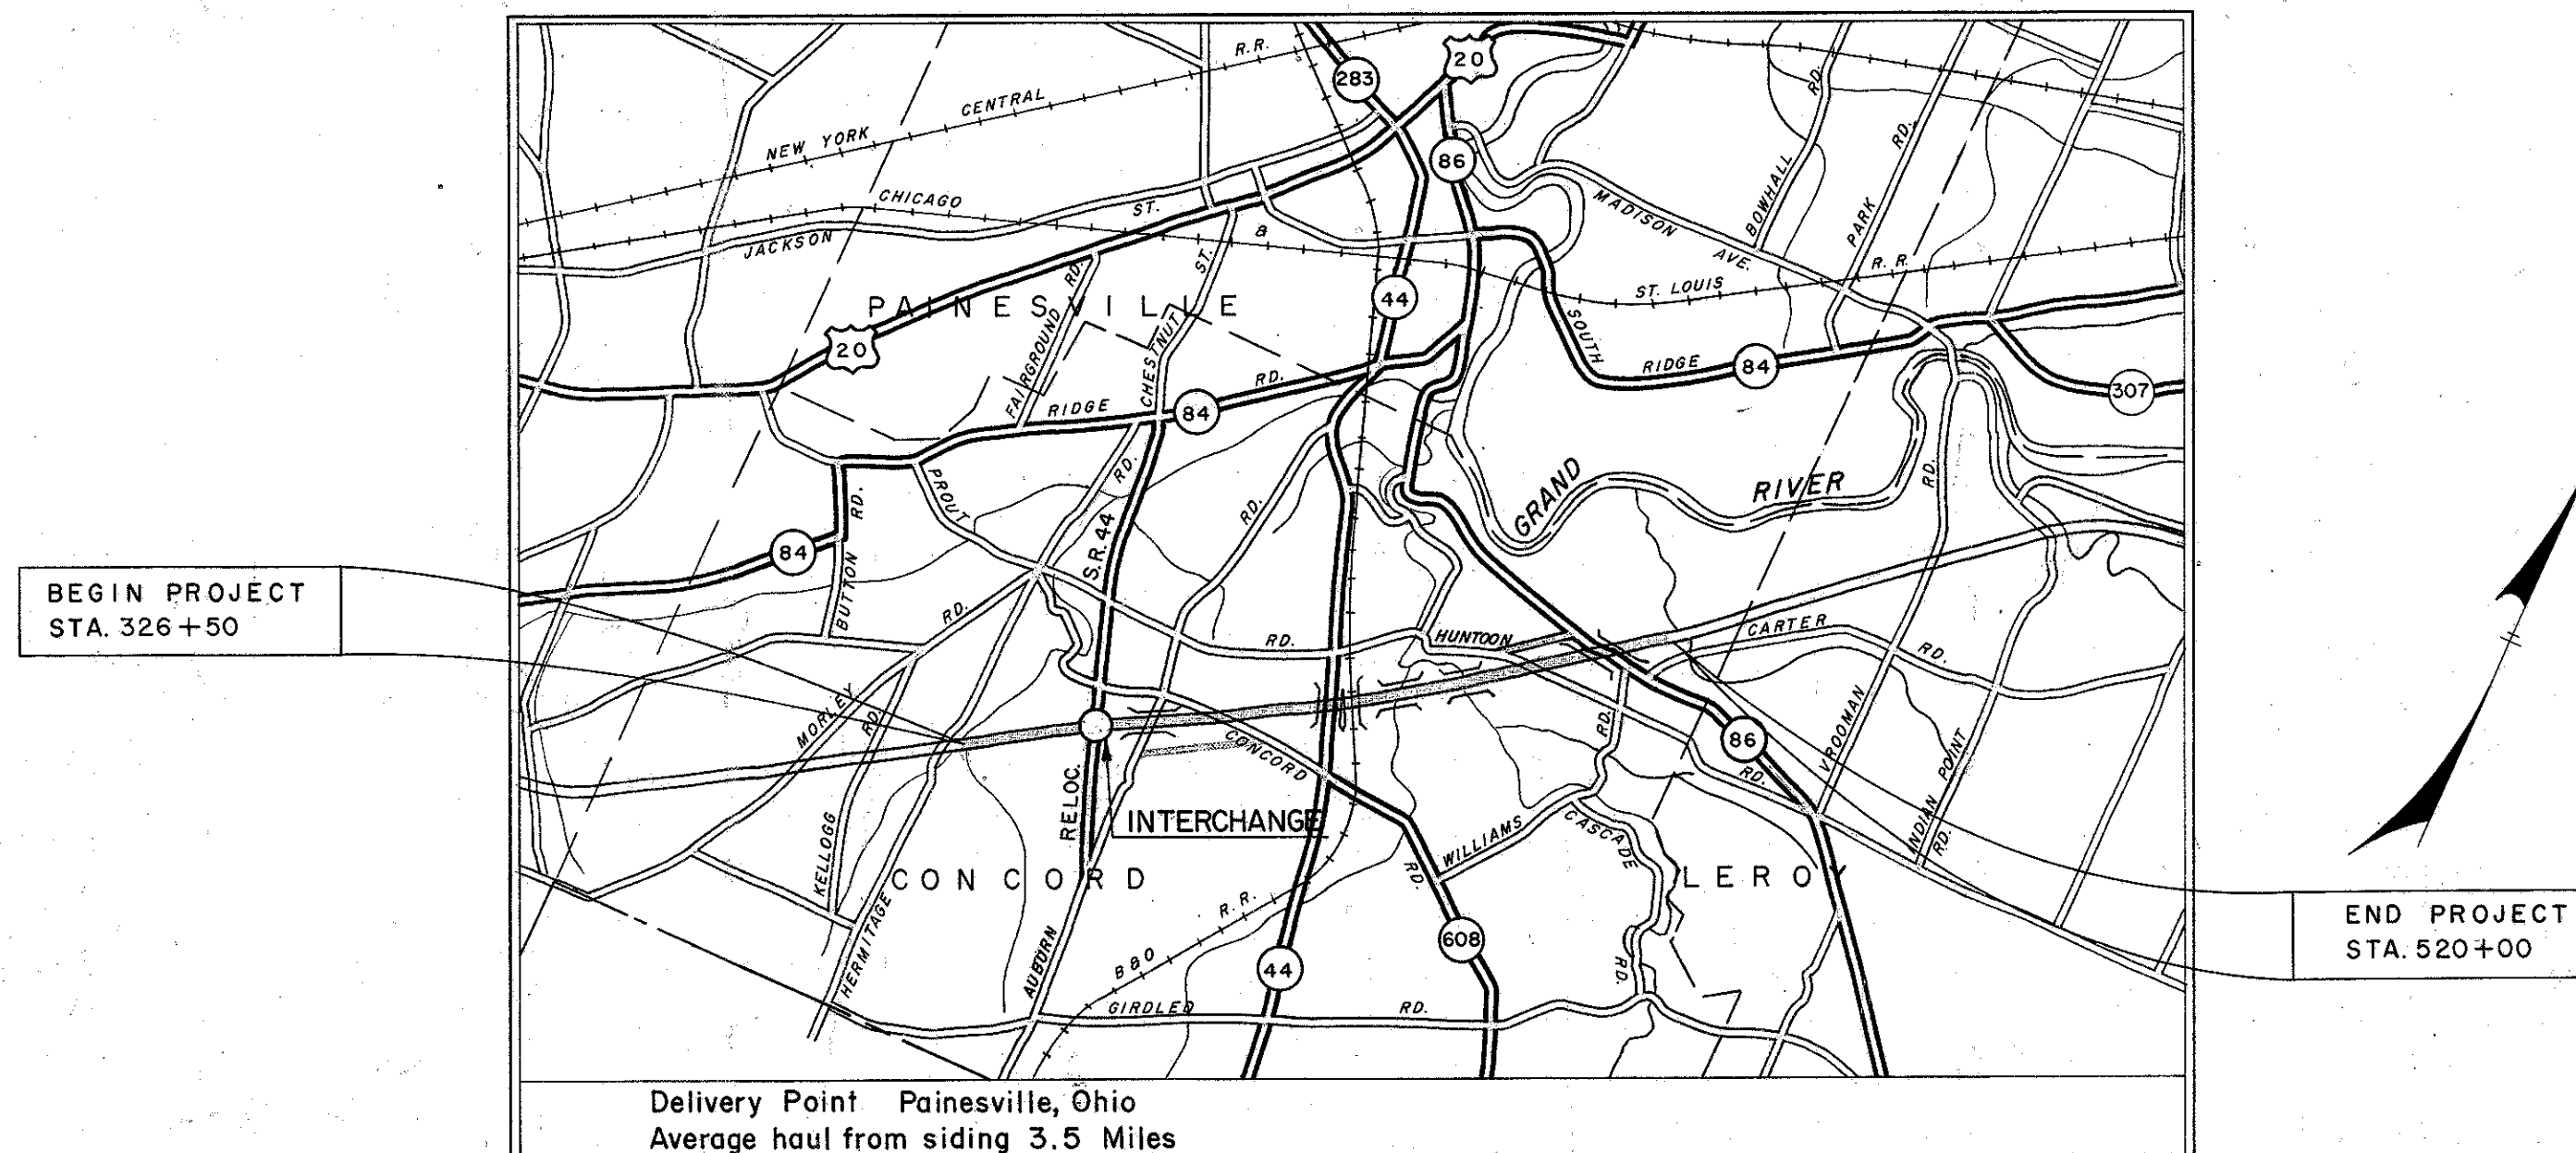 R.R.
CENTRAL
NEW YORK
283
20
86
RD.
RD.
BOWHALL
PARK
MADISON
AVE.
CHICAGO
ST.
&
JACKSON
ST.
RD.
R.R.
ST. LOUIS
44
PAINESVILLE
20
FAIRGROUND
CHESTNUT
SOUTH
RIDGE
84
307
RIDGE
84
RD.
PROUT
RD.
RD.
RD.
S.R. 44
GRAND
RIVER
RD.
84
BUTTON
BEGIN PROJECT
STA. 326+50
RD.
RD.
HUNTOON
CARTER
RD.
MORLEY
RD.
CONCORD
RD.
86
RD.
VROOMAN
INDIAN POINT
RD.
RELOC.
INTERCHANGE
KELLOGG
WILLIAMS
CASCADE
RD.
CONCORD
LEROY
HERMITAGE
AUBURN
R.R.
B&O
608
44
RD.
END PROJECT
STA. 520+00
GIRDLED
RD.
Delivery Point Painesville, Ohio
Average haul from siding 3.5 Miles